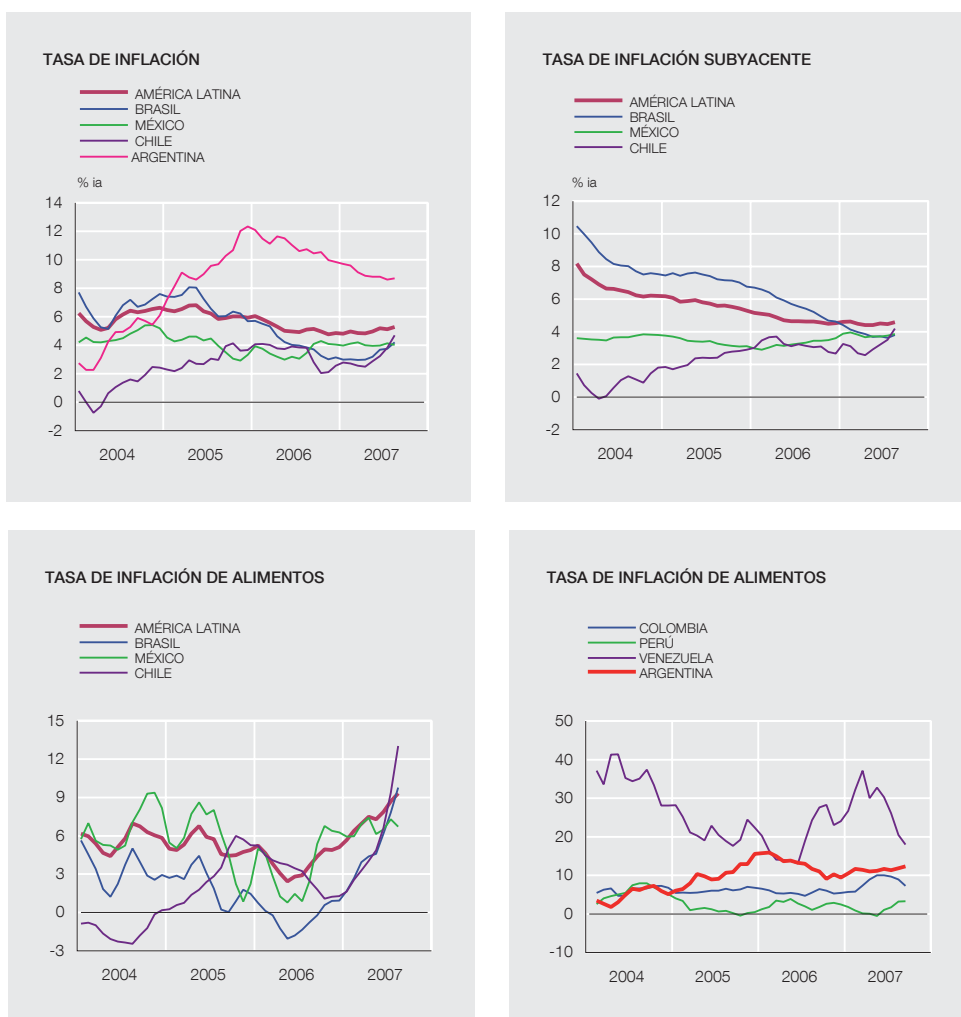 TASA DE INFLACIÓN
AMÉRICA LATINA
BRASIL
MÉXICO
CHILE
ARGENTINA
% ia
14
12
10
8
6
4
2
0
-2
2004 2005 2006 2007
TASA DE INFLACIÓN SUBYACENTE
AMÉRICA LATINA
BRASIL
MÉXICO
CHILE
% ia
12
10
8
6
4
2
0
-2
2004 2005 2006 2007
TASA DE INFLACIÓN DE ALIMENTOS
AMÉRICA LATINA
BRASIL
MÉXICO
CHILE
15
12
9
6
3
0
-3
2004 2005 2006 2007
TASA DE INFLACIÓN DE ALIMENTOS
COLOMBIA
PERÚ
VENEZUELA
ARGENTINA
50
40
30
20
10
0
-10
2004 2005 2006 2007